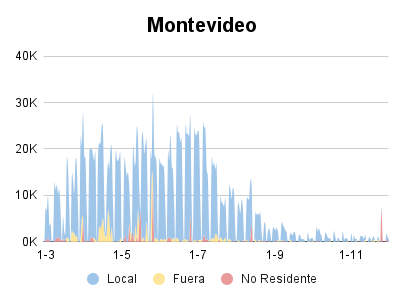 Montevideo
40K
30K
20K
10K
0K
1-3 1-5 1-7 1-9 1-11
Local Fuera No Residente